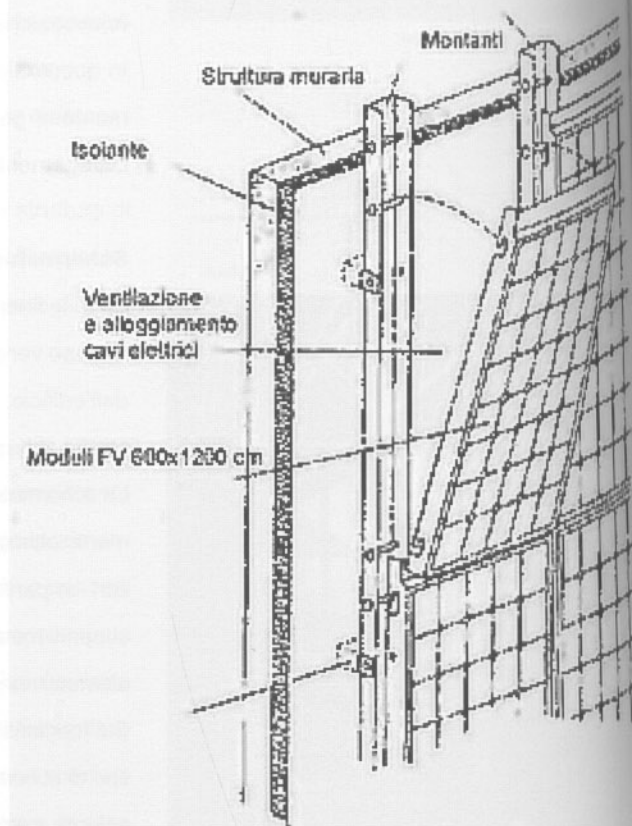 Montanti
Struttura muraria
Isolante
Ventilazione
e alloggiamento
cavi elettrici
Moduli FV 600x1200 cm